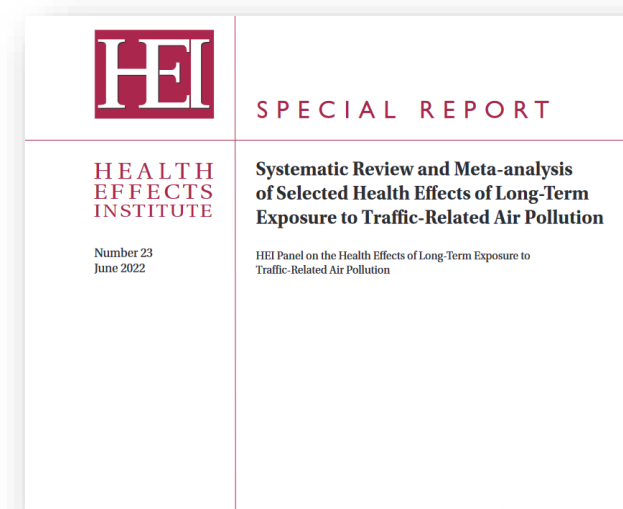 HEI
SPECIAL REPORT
HEALTH
EFFECTS
INSTITUTE
Number 23
June 2022
Systematic Review and Meta-analysis
of Selected Health Effects of Long-Term
Exposure to Traffic-Related Air Pollution
HEI Panel on the Health Effects of Long-Term Exposure to
Traffic-Related Air Pollution